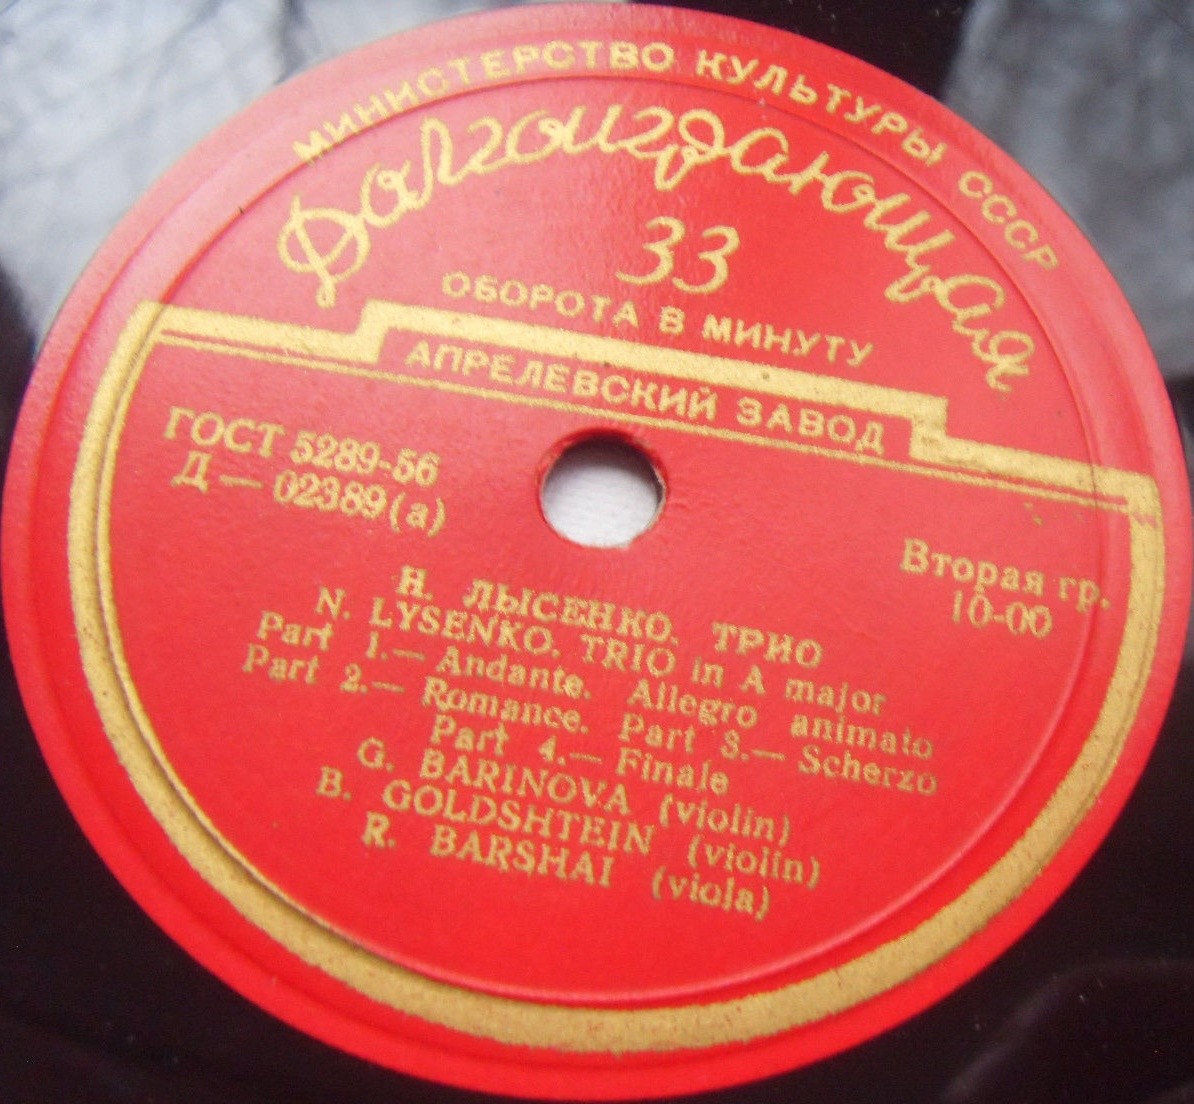 МИНИСТЕРСТВО КУЛЬТУРЫ СССР
Долгоиграющая
33
ОБОРОТА В МИНУТУ
АПРЕЛЕВСКИЙ ЗАВОД
ГОСТ 5289-56
Д — 02389(а)
Вторая гр.
10-00
Н. ЛЫСЕНКО. ТРИО
N. LYSENKO. TRIO in A major
Part 1.— Andante. Allegro animato
Part 2.— Romance. Part 3.— Scherzo
Part 4.— Finale
G. BARINOVA (violin)
B. GOLDSHTEIN (violin)
R. BARSHAI (viola)